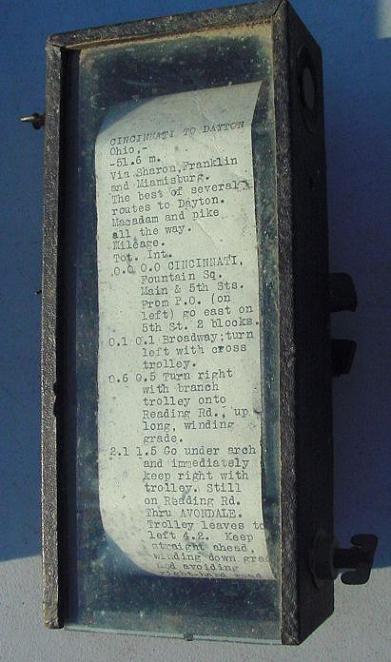 CINCINNATI TO DAYTON
Ohio,-
-51.6 m.
Via Sharon, Franklin
and Miamisburg.
The best of several
routes to Dayton.
Macadam and pike
all the way.
Mileage.
Tot. Int.
0.0 0.0 CINCINNATI,
Fountain Sq.
Main & 5th Sts.
From P.O. (on
left) go east on
5th St. 2 blocks.
0.1 0.1 Broadway; turn
left with cross
trolley.
0.6 0.5 Turn right
with branch
trolley onto
Reading Rd., up
long, winding
grade.
2.1 1.5 Go under arch
and immediately
keep right with
trolley. Still
on Reading Rd.
Thru AVONDALE.
Trolley leaves to
left 4.2. Keep
straight ahead,
winding down grade
and avoiding
right-hand road